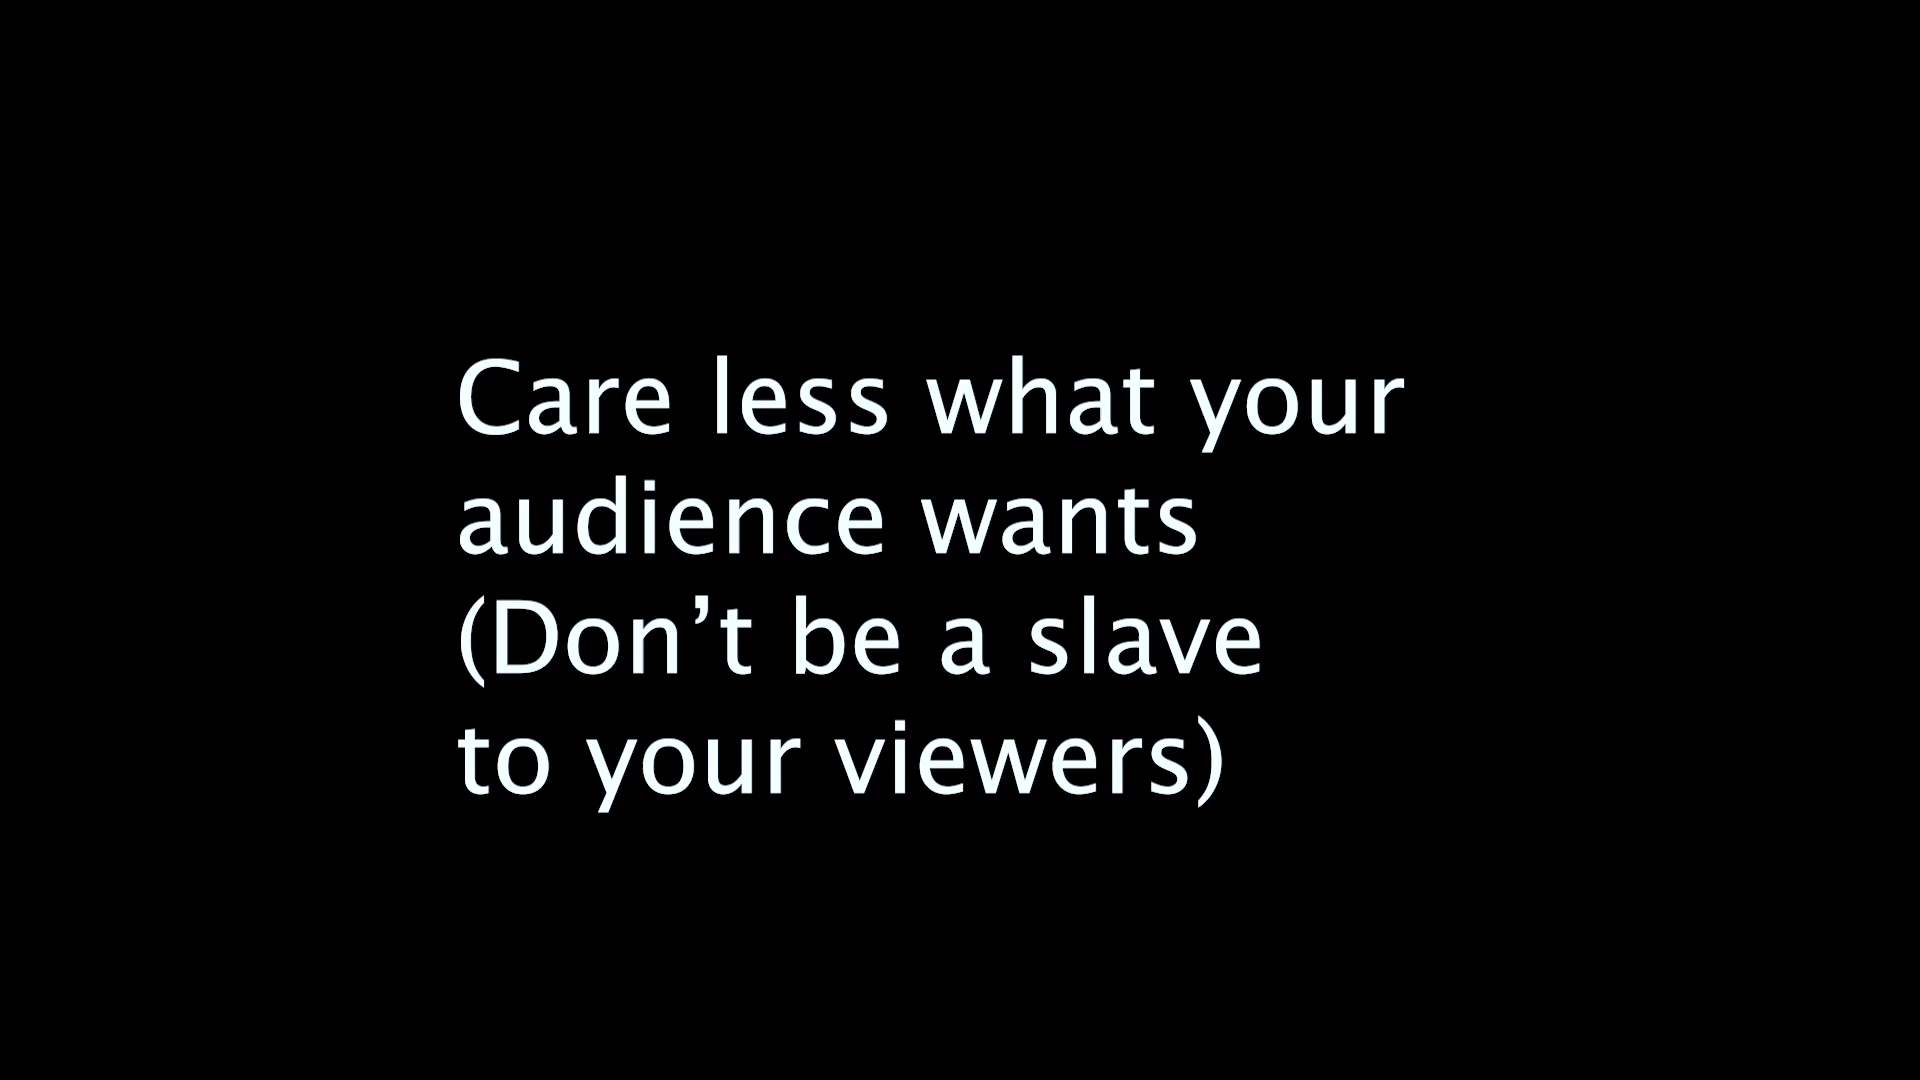 Care less what your
audience wants
(Don’t be a slave
to your viewers)